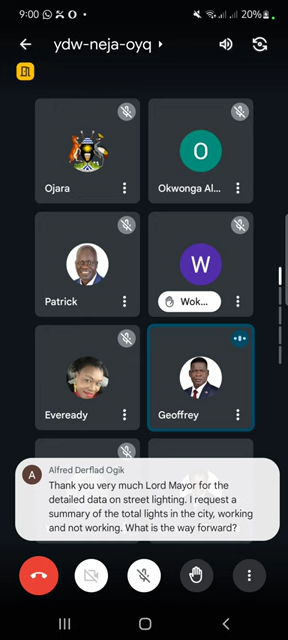 9:00
20%
ydw-neja-oyq
Ojara
O
Okwonga Al...
Patrick
W
Wok...
Eveready
Geoffrey
A
Alfred Derflad Ogik
Thank you very much Lord Mayor for the
detailed data on street lighting. I request a
summary of the total lights in the city, working
and not working. What is the way forward?